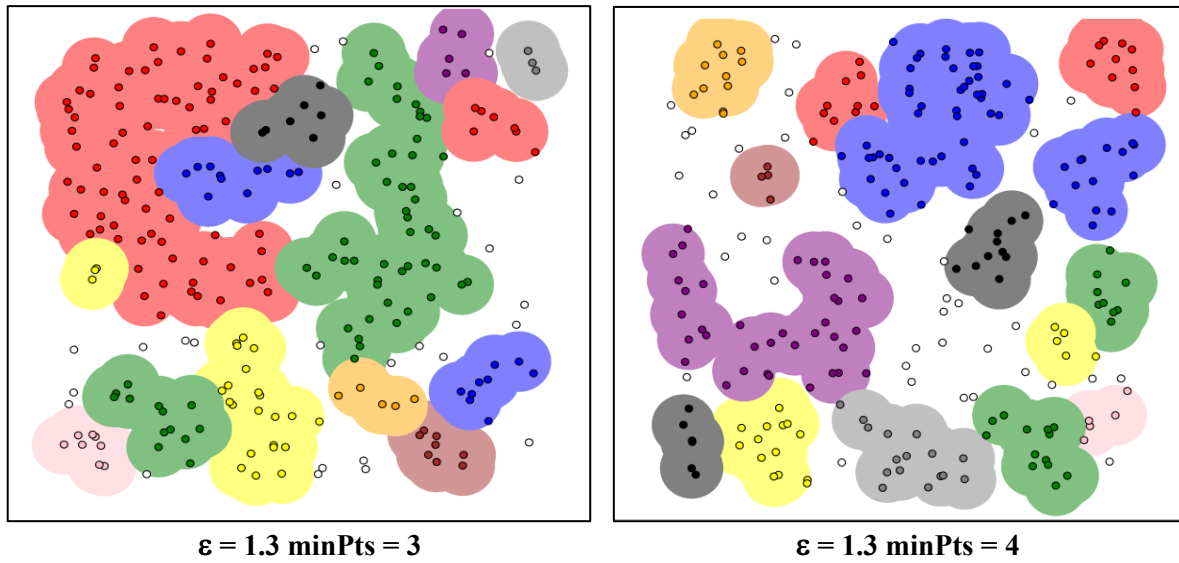 ε = 1.3 minPts = 3
ε = 1.3 minPts = 4